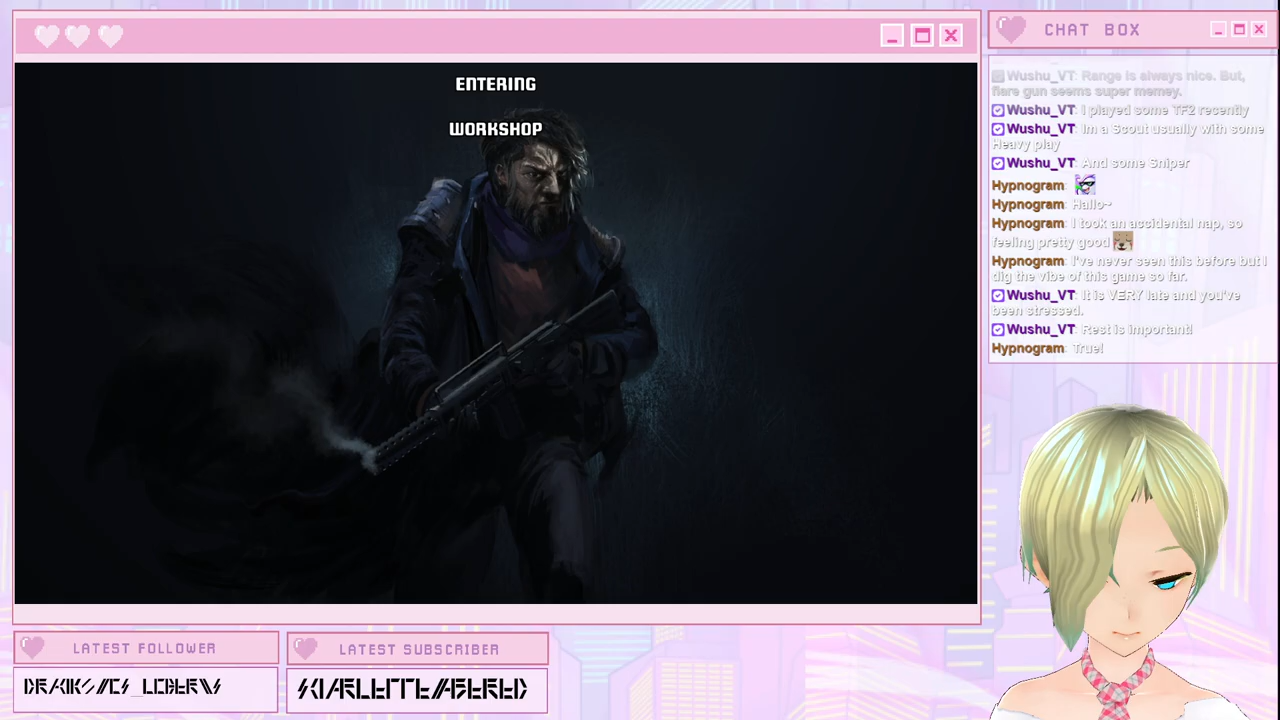 ENTERING
WORKSHOP
CHAT BOX
Wushu_VT: Range is always nice. But,
flare gun seems super memey.
Wushu_VT: I played some TF2 recently
Wushu_VT: Im a Scout usually with some
Heavy play
Wushu_VT: And some Sniper
Hypnogram:
Hypnogram: Hallo~
Hypnogram: I took an accidental nap, so
feeling pretty good
Hypnogram: I've never seen this before but I
dig the vibe of this game so far.
Wushu_VT: It is VERY late and you've
been stressed.
Wushu_VT: Rest is important!
Hypnogram: True!
LATEST FOLLOWER
LATEST SUBSCRIBER